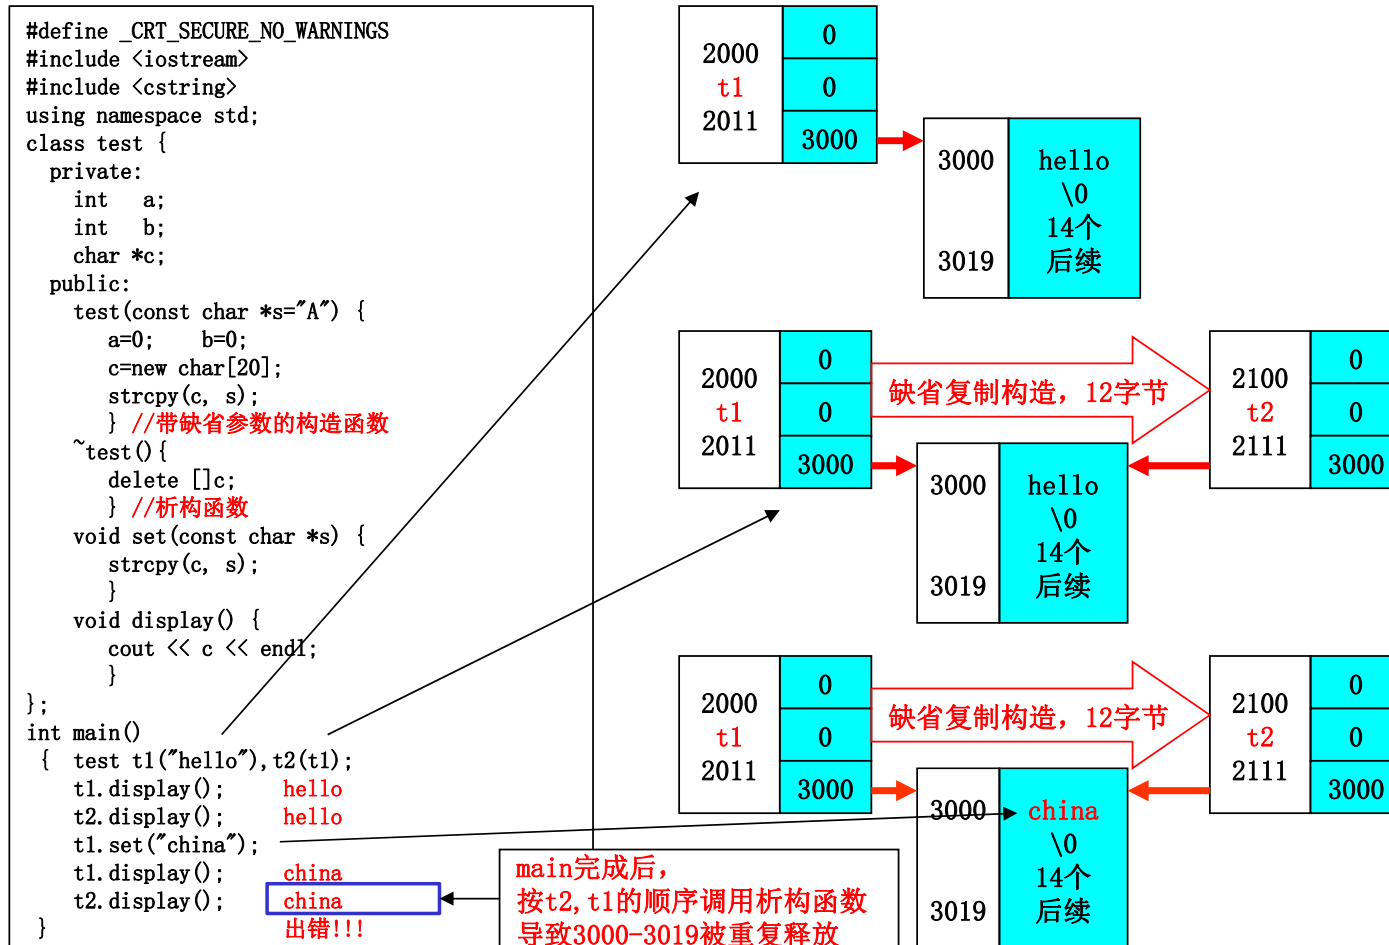 #define _CRT_SECURE_NO_WARNINGS
#include <iostream>
#include <cstring>
using namespace std;
class test {
private:
int a;
int b;
char *c;
public:
test(const char *s="A") {
a=0; b=0;
c=new char[20];
strcpy(c, s);
} //带缺省参数的构造函数
~test(){
delete []c;
} //析构函数
void set(const char *s) {
strcpy(c, s);
}
void display() {
cout << c << endl;
}
};
int main()
{ test t1("hello"),t2(t1);
t1.display(); hello
t2.display(); hello
t1.set("china");
t1.display(); china
t2.display(); china
} 出错!!!
main完成后，
按t2,t1的顺序调用析构函数
导致3000-3019被重复释放
2000
t1
2011
0
0
3000
3000
3019
hello
\0
14个
后续
2000
t1
2011
0
0
3000
缺省复制构造，12字节
2100
t2
2111
0
0
3000
3000
3019
hello
\0
14个
后续
2000
t1
2011
0
0
3000
缺省复制构造，12字节
2100
t2
2111
0
0
3000
3000
3019
china
\0
14个
后续